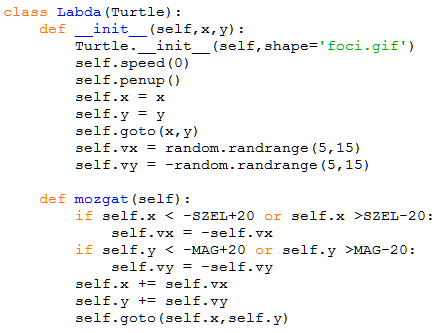 class Labda(Turtle):
    def __init__(self,x,y):
        Turtle.__init__(self,shape='foci.gif')
        self.speed(0)
        self.penup()
        self.x = x
        self.y = y
        self.goto(x,y)
        self.vx = random.randrange(5,15)
        self.vy = -random.randrange(5,15)

    def mozgat(self):
        if self.x < -SZEL+20 or self.x >SZEL-20:
            self.vx = -self.vx
        if self.y < -MAG+20 or self.y >MAG-20:
            self.vy = -self.vy
        self.x += self.vx
        self.y += self.vy
        self.goto(self.x,self.y)